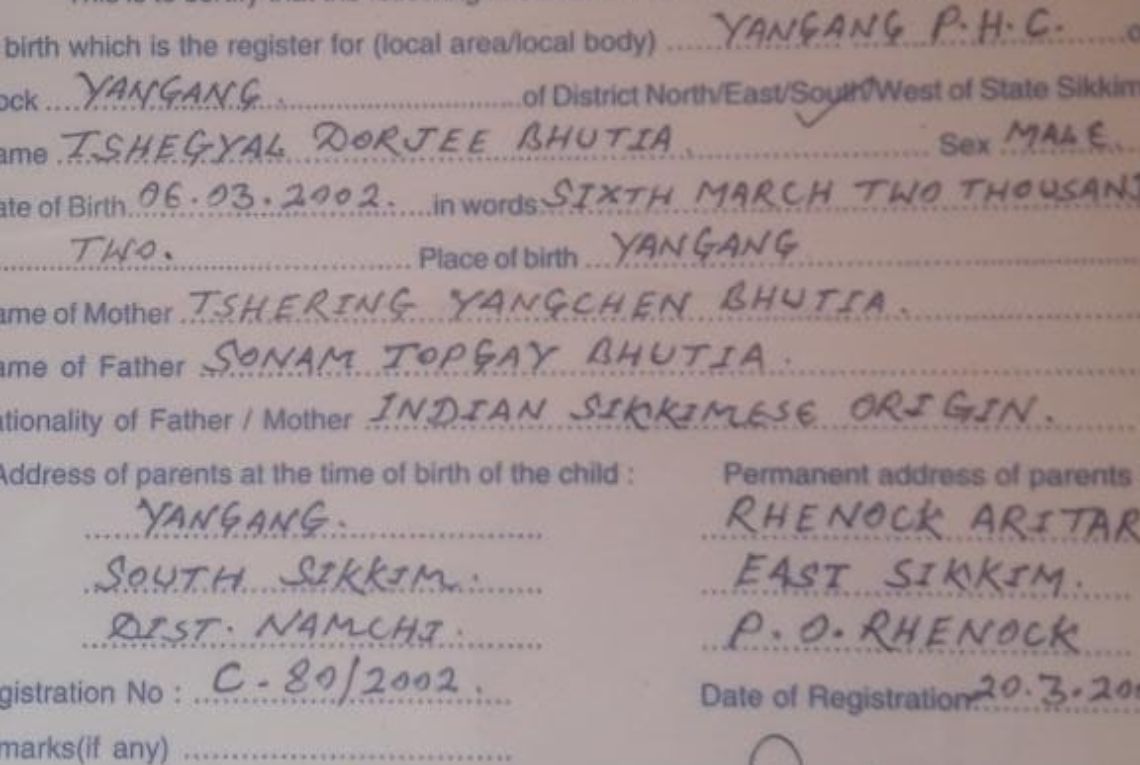 birth which is the register for (local area/local body) ..... YANGANG P.H.C. .....
ock .... YANGANG. .............................. of District North/East/South/West of State Sikkim
ame . TSHEGYAL DORJEE BHUTIA. .............................. Sex MALE.
ate of Birth 06.03.2002. .... in words SIXTH MARCH TWO THOUSAN
.......... TWO. .............................. Place of birth ... YANGANG ..............................
ame of Mother . TSHERING YANGCHEN BHUTIA. ....................
ame of Father . SONAM TOPGAY BHUTIA. ..............................
ationality of Father / Mother INDIAN SIKKIMESE ORIGIN. ..........
Address of parents at the time of birth of the child : Permanent address of parents
..... YANGANG. .................... RHENOCK ARITAR
. SOUTH SIKKIM. .......... EAST SIKKIM.
... DIST. NAMCHI. .......... P.O. RHENOCK
gistration No : .. C-80/2002. .... Date of Registration 20.3.20
marks(if any) ........................................